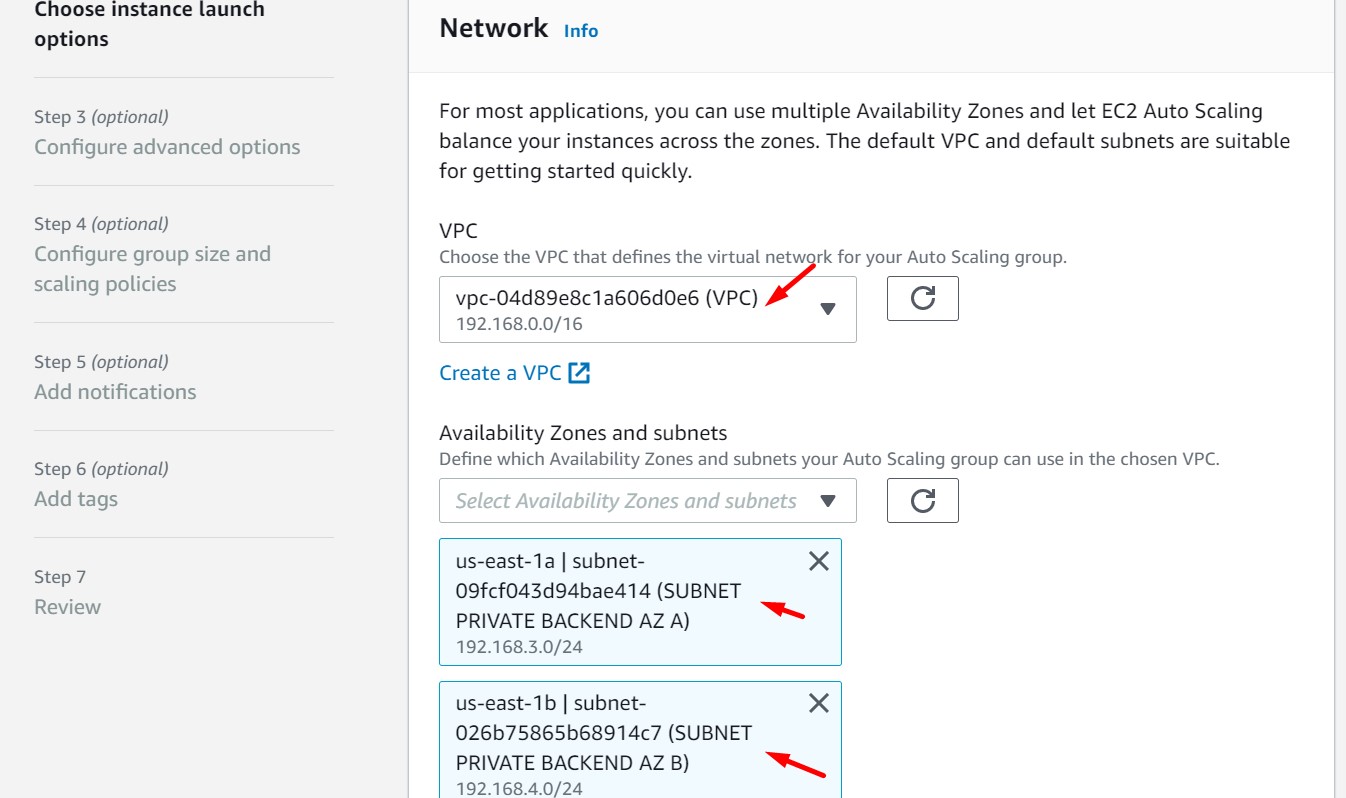 Choose instance launch
options
Step 3 (optional)
Configure advanced options
Step 4 (optional)
Configure group size and
scaling policies
Step 5 (optional)
Add notifications
Step 6 (optional)
Add tags
Step 7
Review
Network Info
For most applications, you can use multiple Availability Zones and let EC2 Auto Scaling
balance your instances across the zones. The default VPC and default subnets are suitable
for getting started quickly.
VPC
Choose the VPC that defines the virtual network for your Auto Scaling group.
vpc-04d89e8c1a606d0e6 (VPC)
192.168.0.0/16
Create a VPC
Availability Zones and subnets
Define which Availability Zones and subnets your Auto Scaling group can use in the chosen VPC.
Select Availability Zones and subnets
us-east-1a | subnet-
09fcf043d94bae414 (SUBNET
PRIVATE BACKEND AZ A)
192.168.3.0/24
us-east-1b | subnet-
026b75865b68914c7 (SUBNET
PRIVATE BACKEND AZ B)
192.168.4.0/24